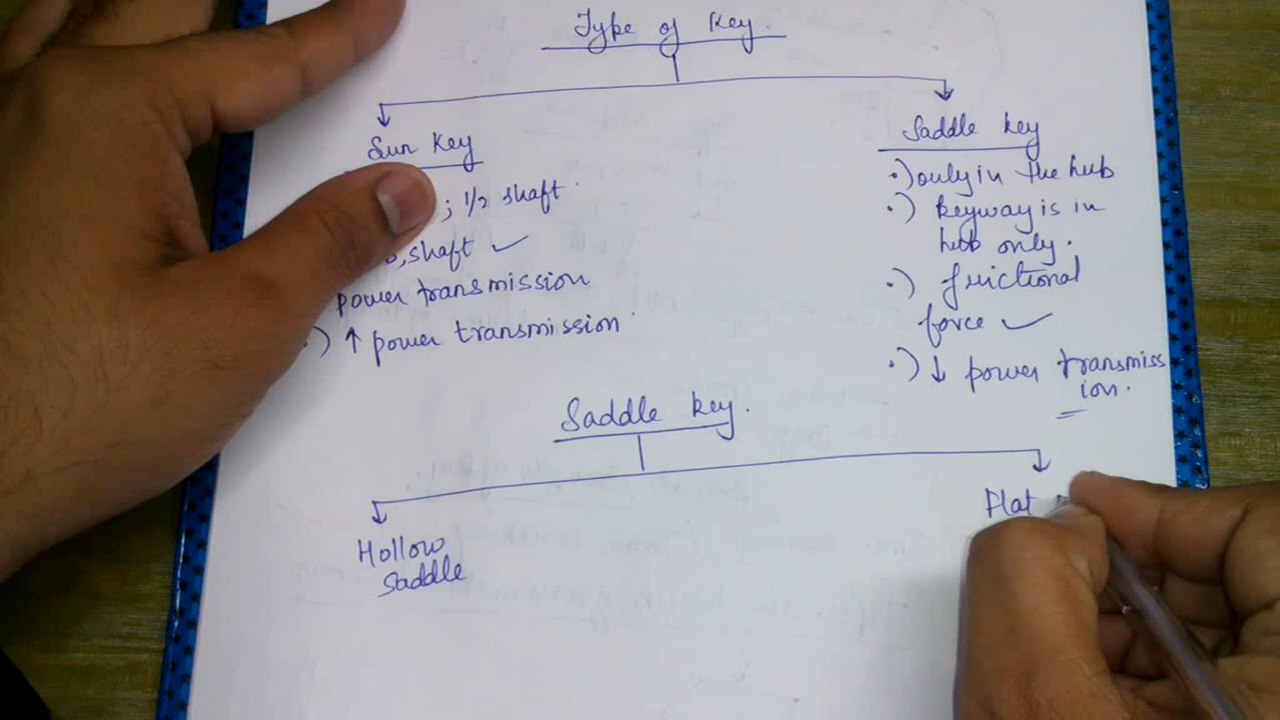 Type of Key.
Sun Key
; 1/2 shaft.
, shaft ✓
power transmission
.) ↑ power transmission
Saddle key
.) only in the hub
.) keyway is in
hub only.
.) frictional
force ✓
.) ↓ power transmiss
ion.
Saddle key.
Hollow
Saddle
Flat